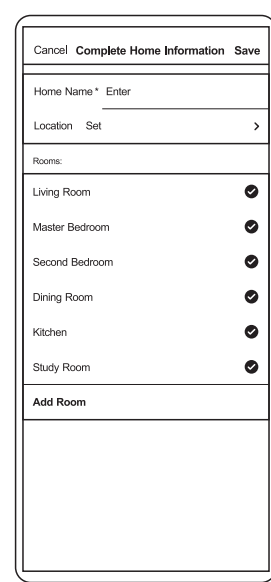 Cancel Complete Home Information Save
Home Name* Enter
Location Set
Rooms:
Living Room
Master Bedroom
Second Bedroom
Dining Room
Kitchen
Study Room
Add Room